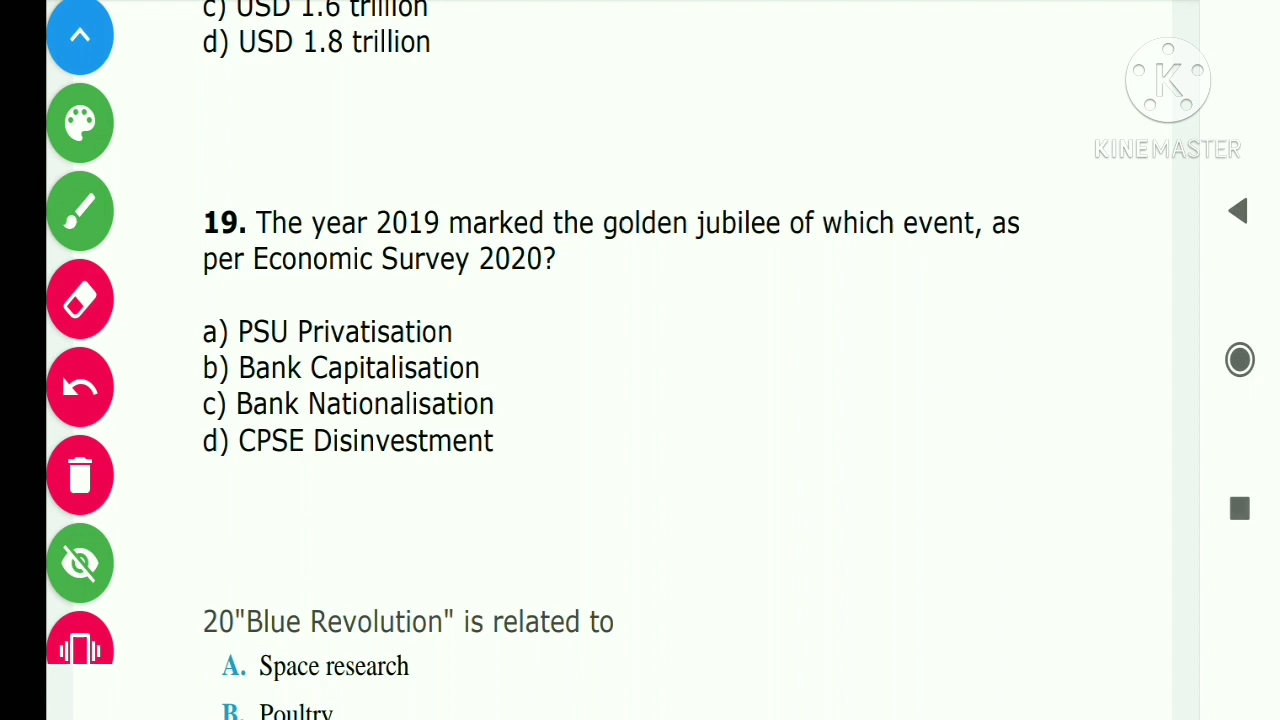 c) USD 1.6 trillion
d) USD 1.8 trillion
K
KINEMASTER
19. The year 2019 marked the golden jubilee of which event, as
per Economic Survey 2020?
a) PSU Privatisation
b) Bank Capitalisation
c) Bank Nationalisation
d) CPSE Disinvestment
20"Blue Revolution" is related to
A. Space research
B. Poultry